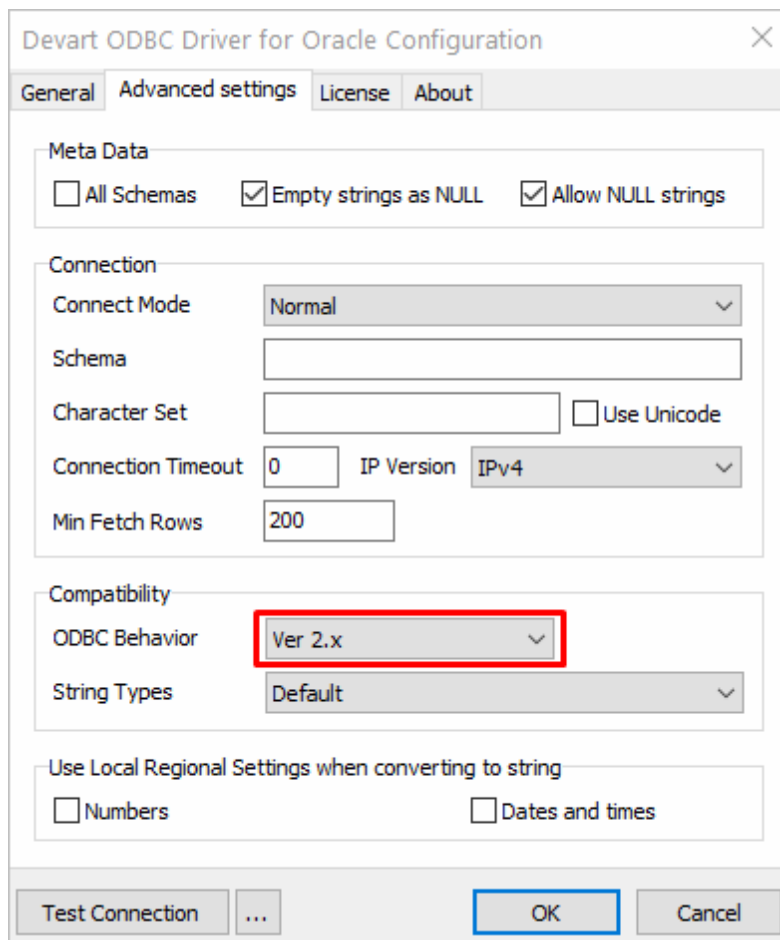 Devart ODBC Driver for Oracle Configuration
General Advanced settings License About
Meta Data
All Schemas Empty strings as NULL Allow NULL strings
Connection
Connect Mode Normal
Schema
Character Set Use Unicode
Connection Timeout 0 IP Version IPv4
Min Fetch Rows 200
Compatibility
ODBC Behavior Ver 2.x
String Types Default
Use Local Regional Settings when converting to string
Numbers Dates and times
Test Connection ... OK Cancel